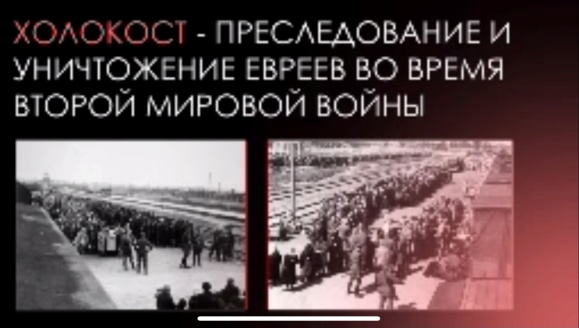 ХОЛОКОСТ - ПРЕСЛЕДОВАНИЕ И
УНИЧТОЖЕНИЕ ЕВРЕЕВ ВО ВРЕМЯ
ВТОРОЙ МИРОВОЙ ВОЙНЫ